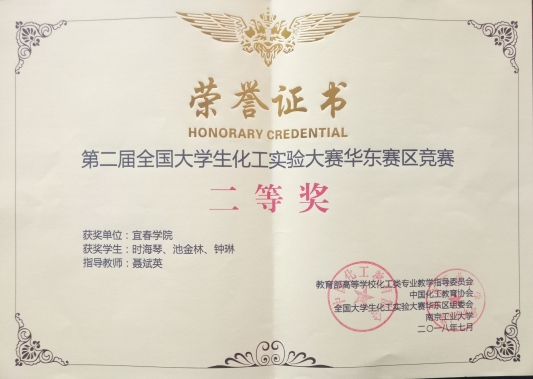 荣誉证书
HONORARY CREDENTIAL
第二届全国大学生化工实验大赛华东赛区竞赛
二等奖
获奖单位：宜春学院
获奖学生：时海琴、池金林、钟琳
指导教师：聂斌英
教育部高等学校化工类专业教学指导委员会
中国化工教育协会
全国大学生化工实验大赛华东区组委会
南京工业大学
二〇一八年七月